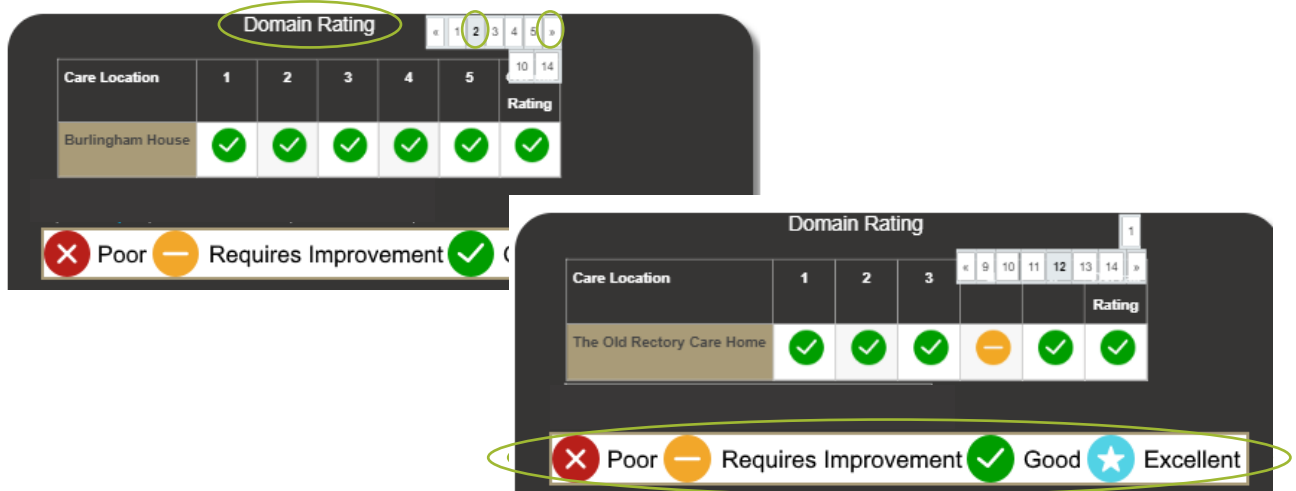 Domain Rating
« 1 2 3 4 5 »
10 14
Care Location 1 2 3 4 5
Rating
Burlingham House
Poor Requires Improvement
Domain Rating
1
« 9 10 11 12 13 14 »
Care Location 1 2 3
Rating
The Old Rectory Care Home
Poor Requires Improvement Good Excellent